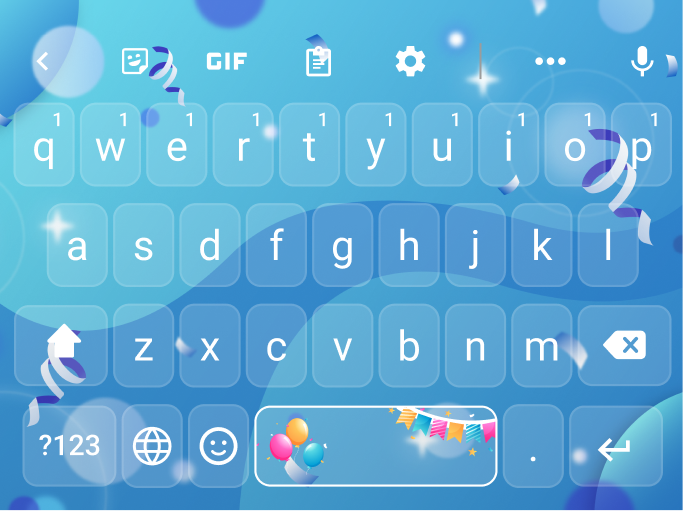 GIF
1 1 1 1 1 1 1 1 1 1
q w e r t y u i o p
a s d f g h j k l
z x c v b n m
?123 .